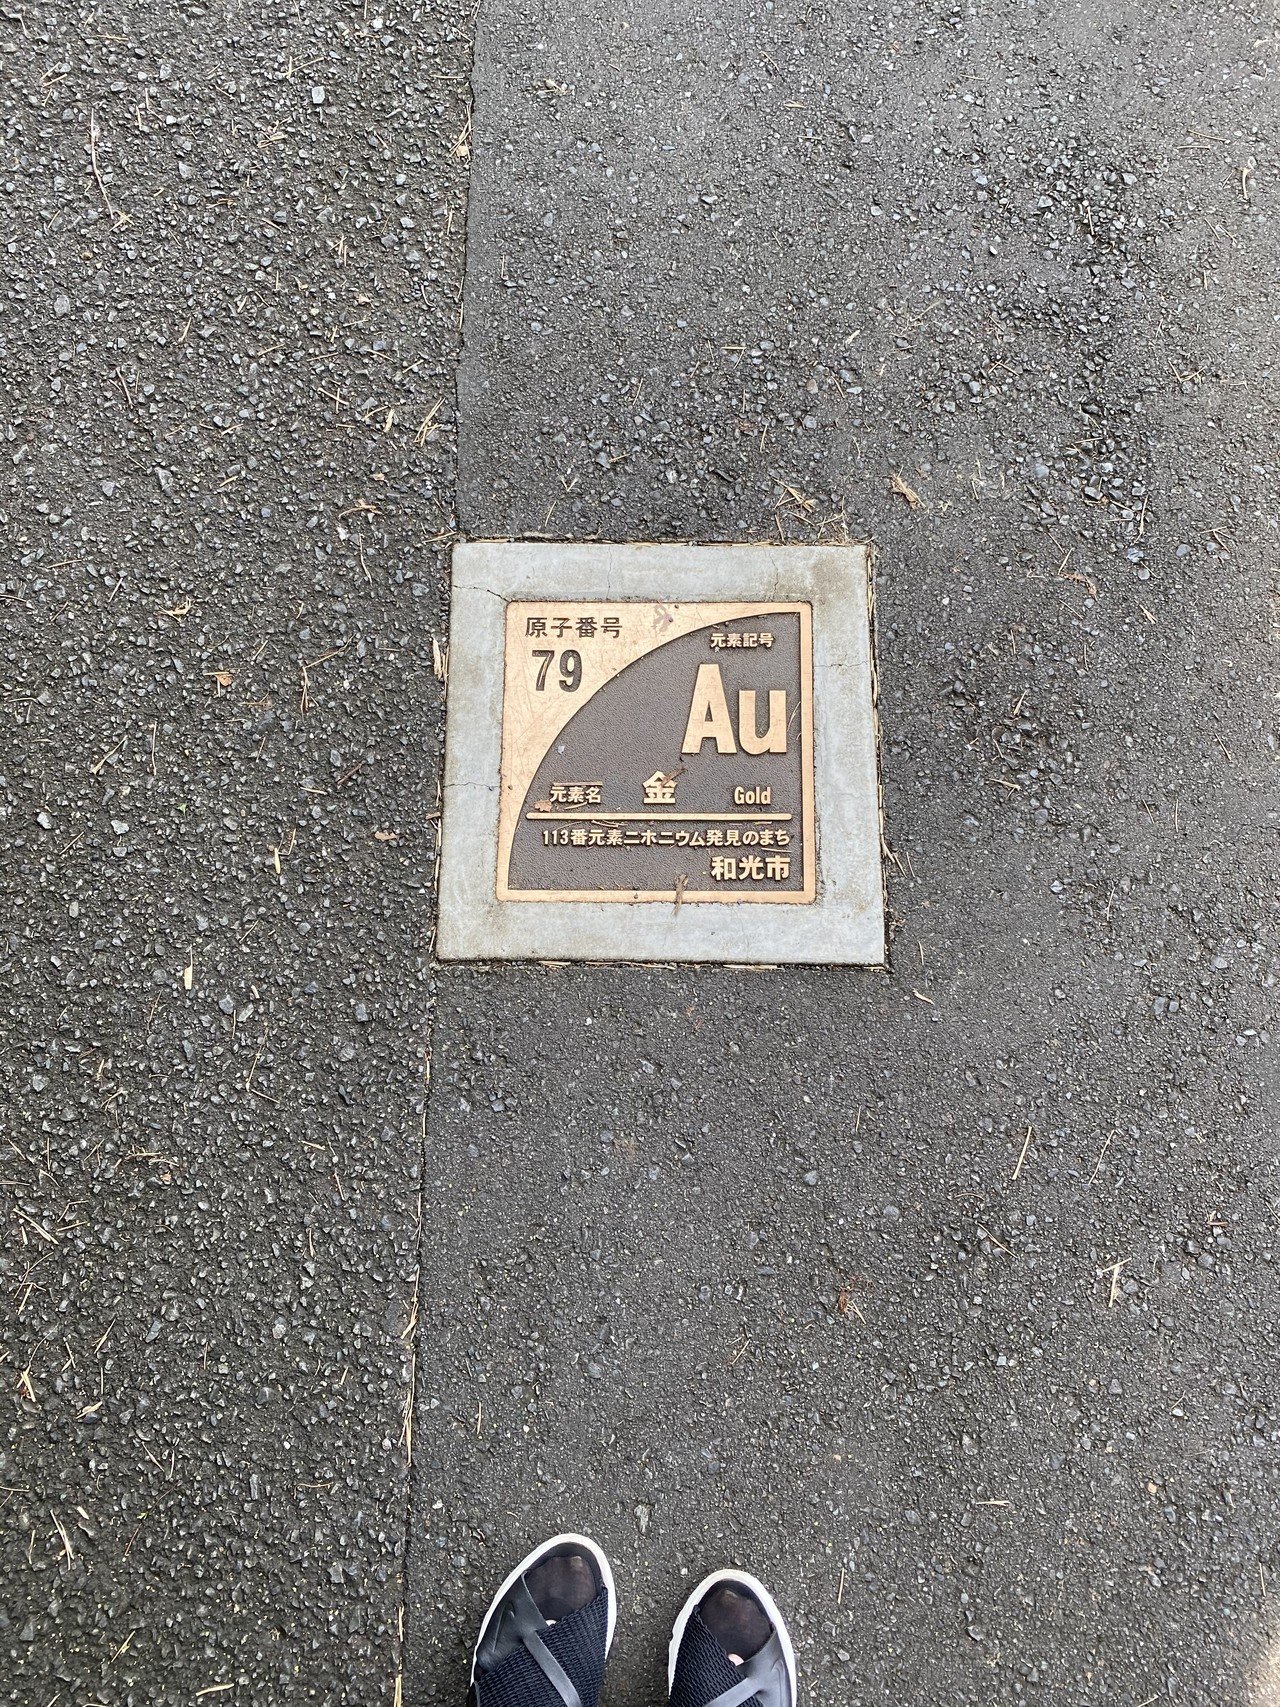 原子番号
79
元素記号
Au
元素名 金 Gold
113番元素ニホニウム発見のまち
和光市